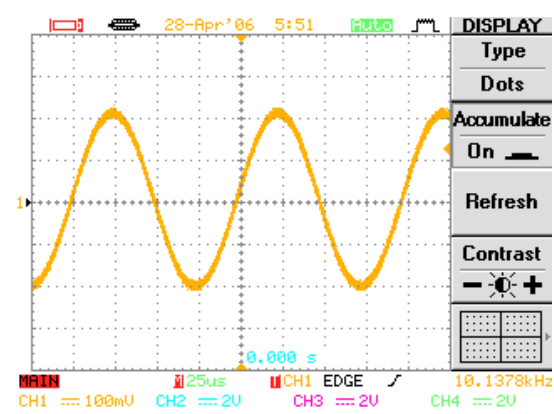 28-Apr'06 5:51 Auto DISPLAY
Type
Dots
Accumulate
On
Refresh
Contrast
1
0.000 s
MAIN M 25us T CH1 EDGE 10.1378kHz
CH1 100mV CH2 2V CH3 2V CH4 2V